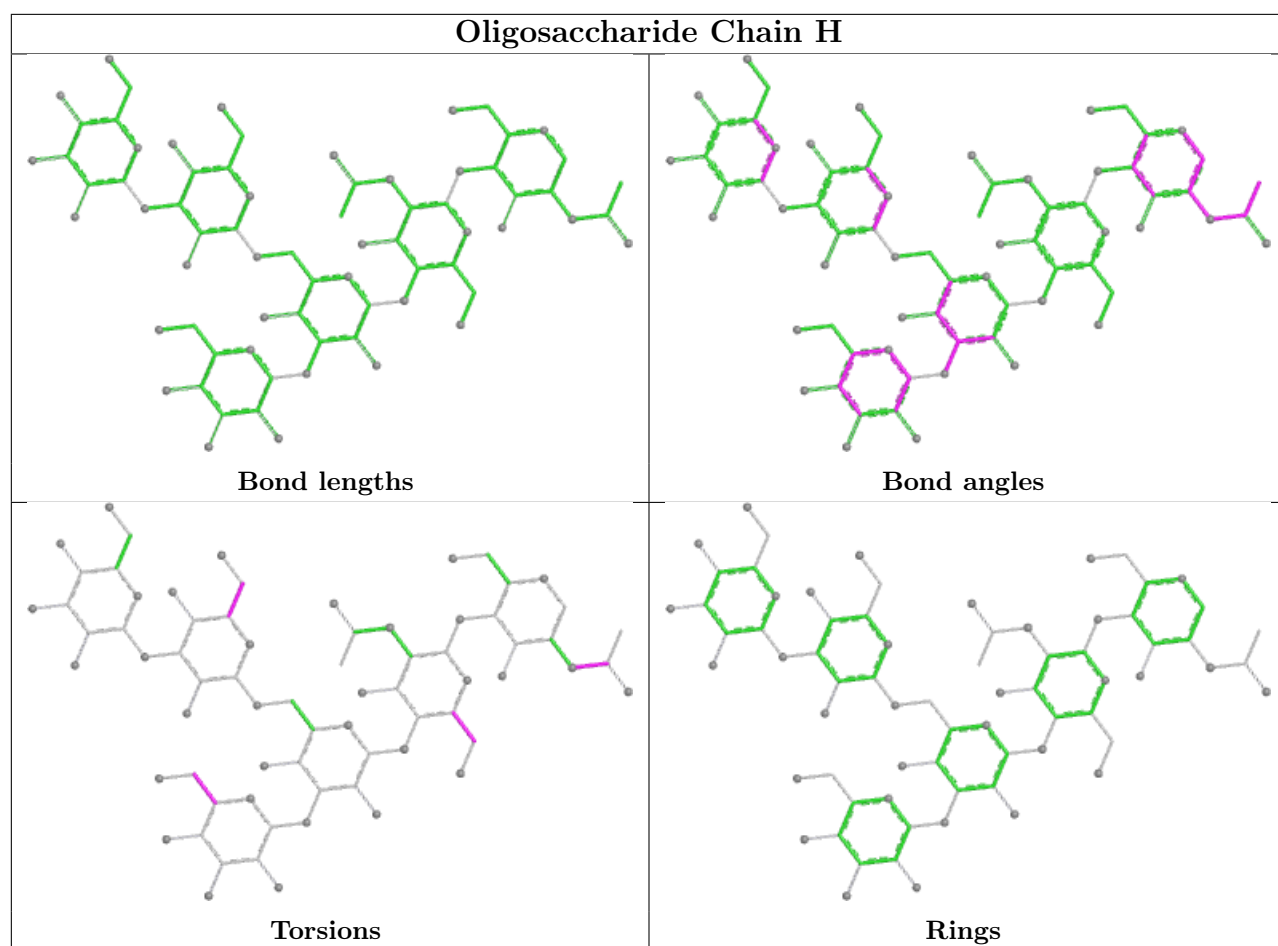 Oligosaccharide Chain H
Bond lengths
Bond angles
Torsions
Rings